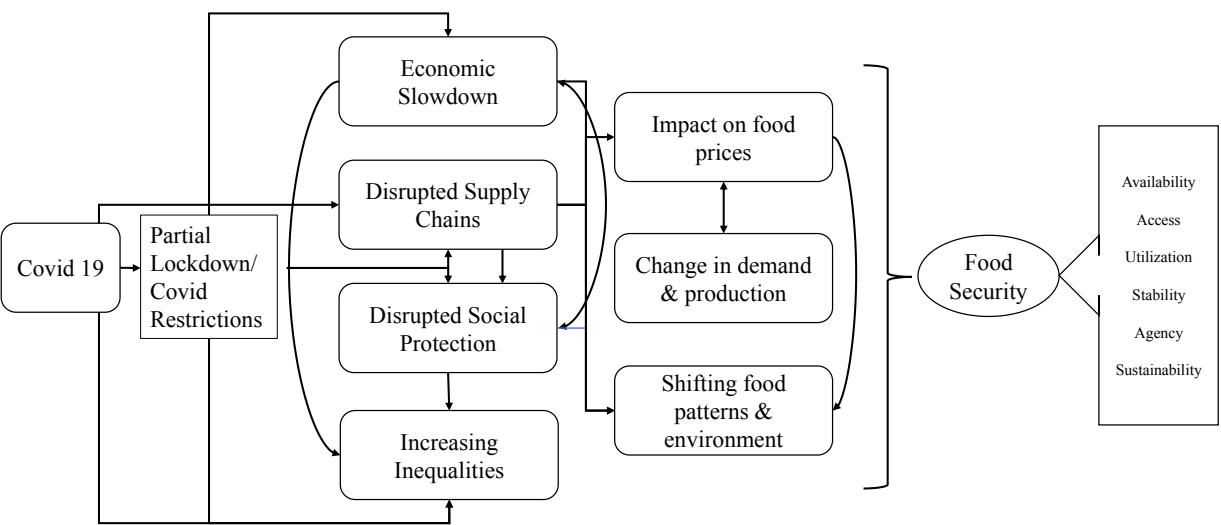 Covid 19
Partial
Lockdown/
Covid
Restrictions
Economic
Slowdown
Disrupted Supply
Chains
Disrupted Social
Protection
Increasing
Inequalities
Impact on food
prices
Change in demand
& production
Shifting food
patterns &
environment
Food
Security
Availability
Access
Utilization
Stability
Agency
Sustainability